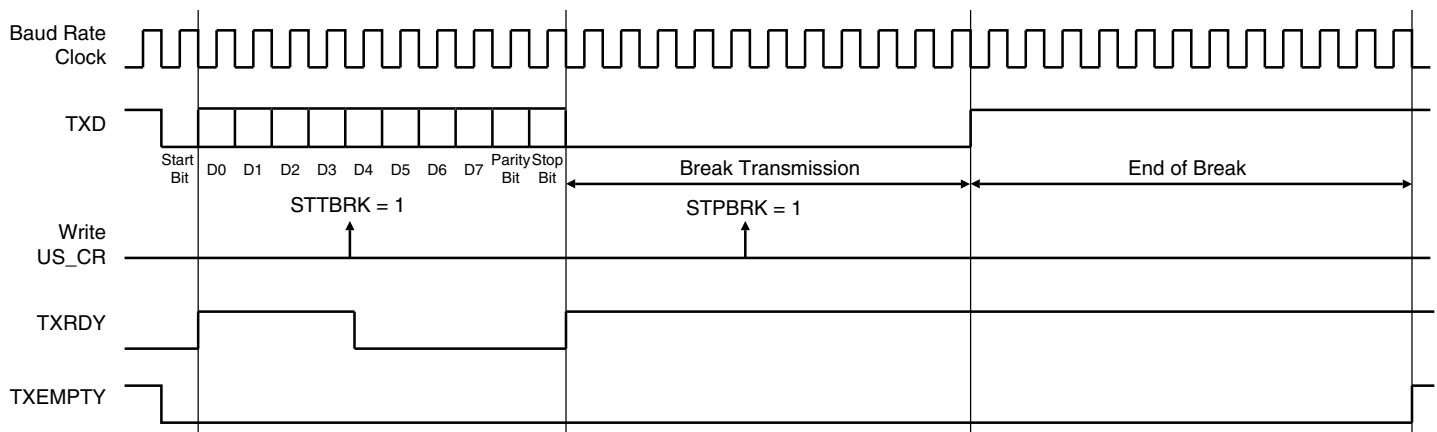 Baud Rate
Clock
TXD
Start
Bit
D0
D1
D2
D3
D4
D5
D6
D7
Parity
Bit
Stop
Bit
Break Transmission
End of Break
STTBRK = 1
STPBRK = 1
Write
US_CR
TXRDY
TXEMPTY